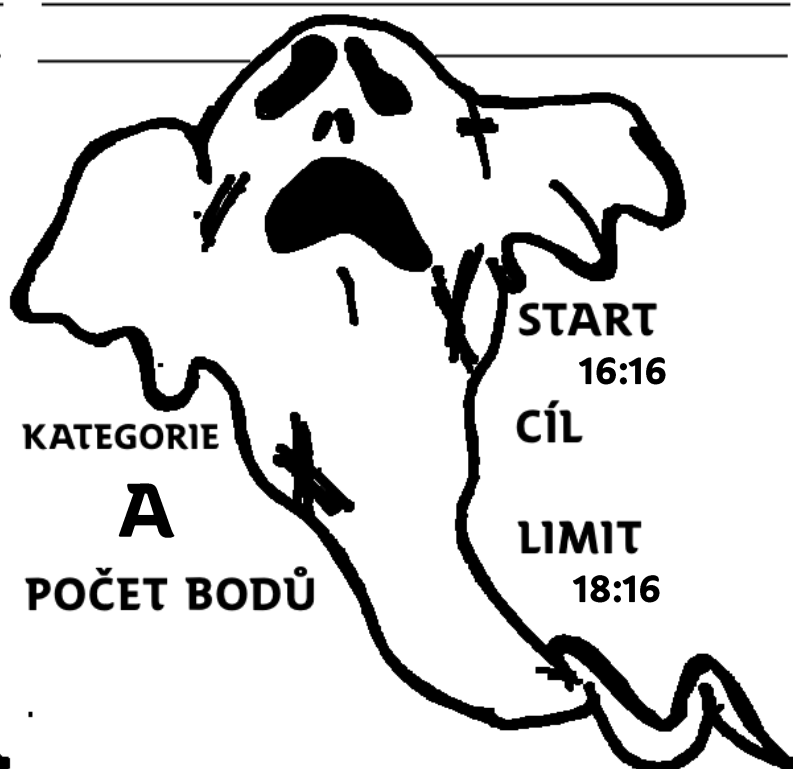 START
16:16
CÍL
KATEGORIE
A
LIMIT
18:16
POČET BODŮ